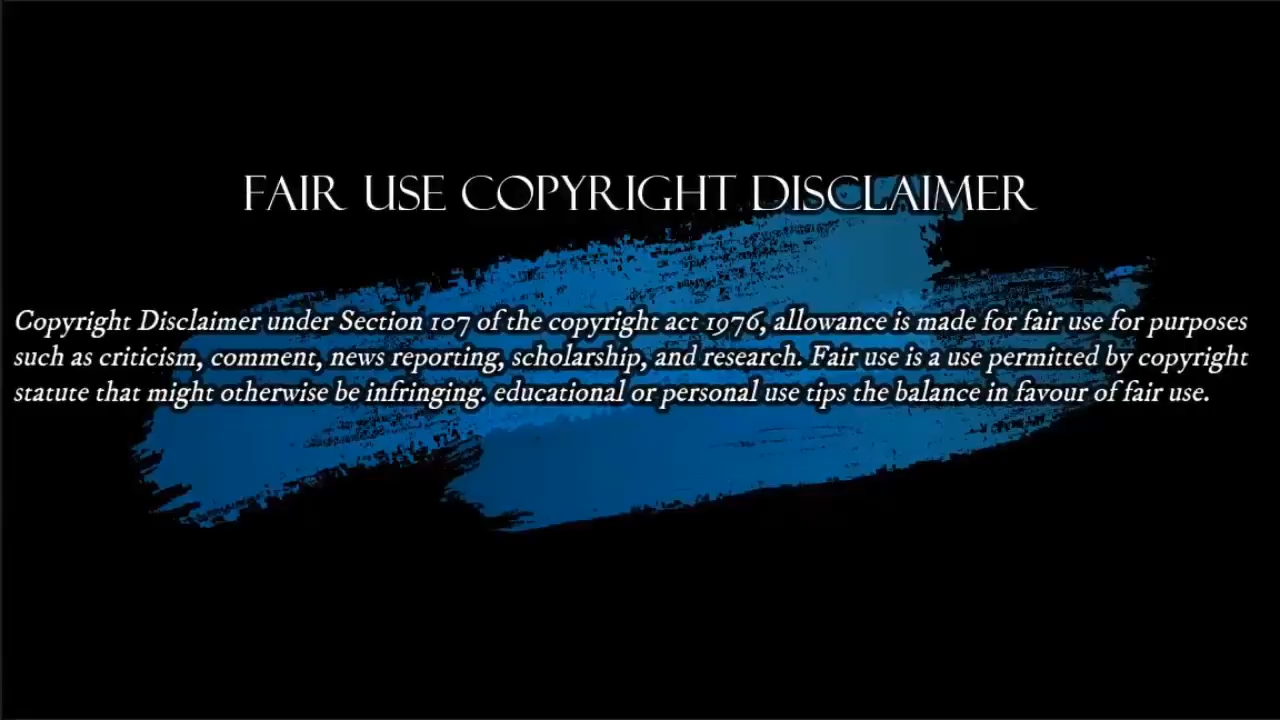 FAIR USE COPYRIGHT DISCLAIMER
Copyright Disclaimer under Section 107 of the copyright act 1976, allowance is made for fair use for purposes
such as criticism, comment, news reporting, scholarship, and research. Fair use is a use permitted by copyright
statute that might otherwise be infringing. educational or personal use tips the balance in favour of fair use.